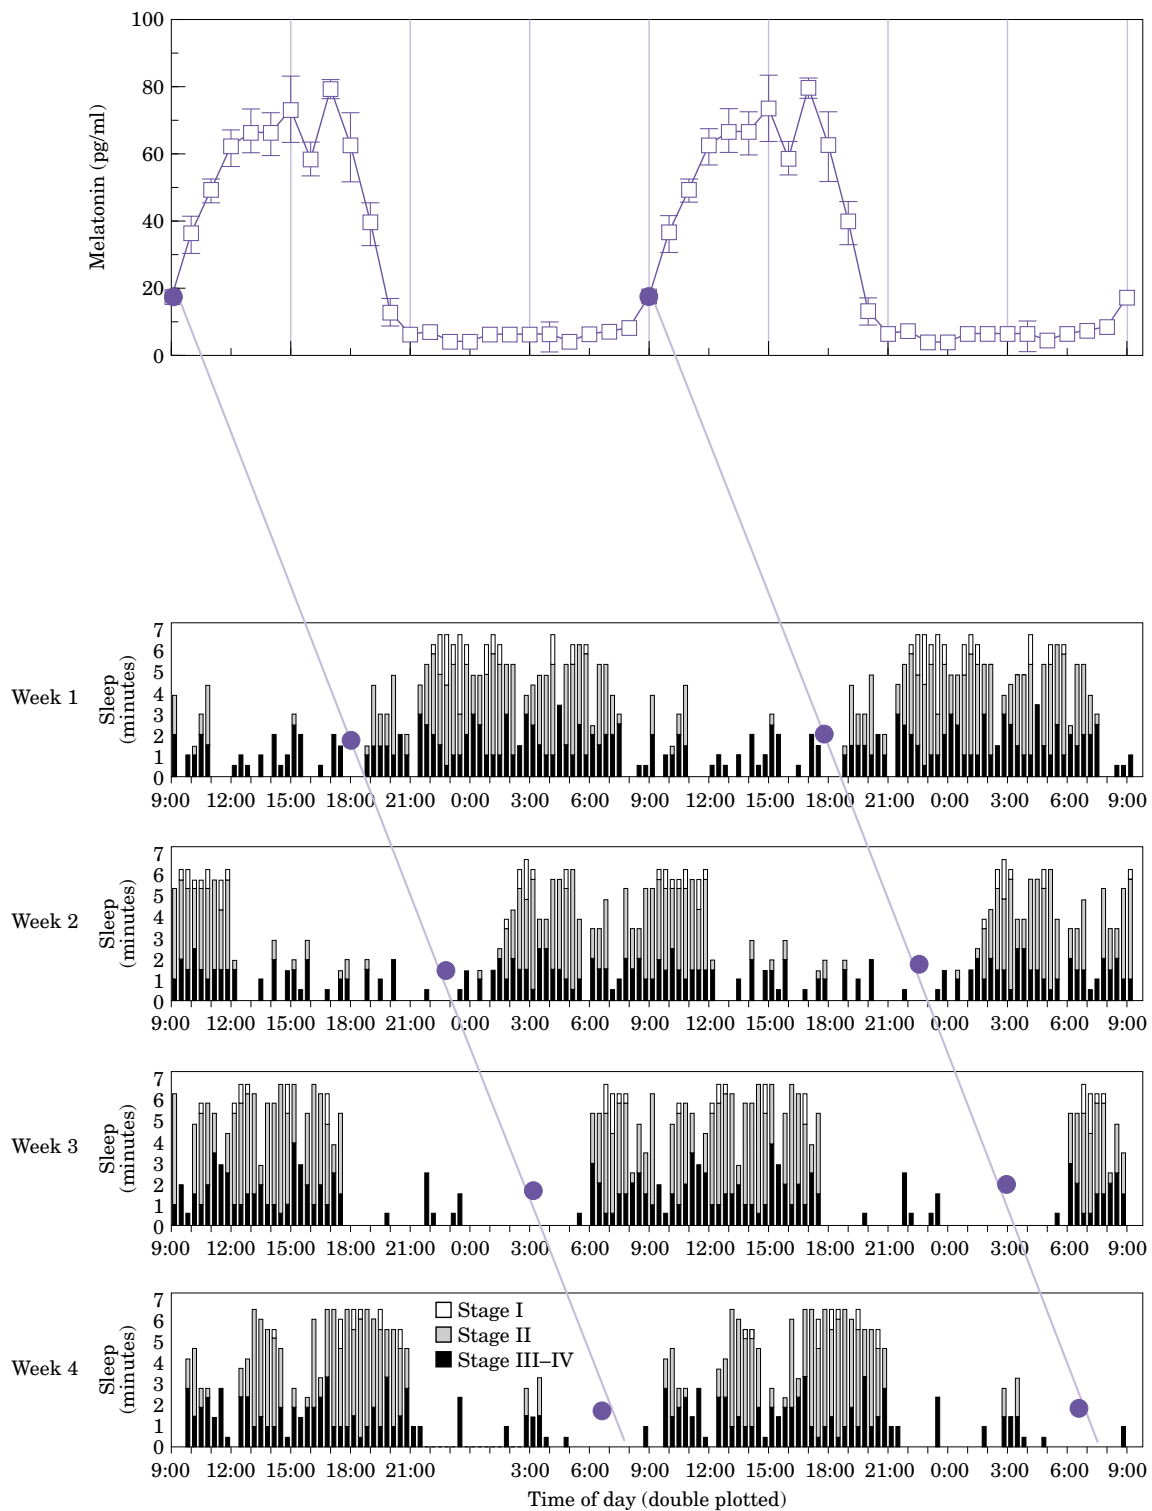 100
80
60
40
20
0
Melatonin (pg/ml)
Week 1
Sleep
(minutes)
7
6
5
4
3
2
1
0
9:00 12:00 15:00 18:00 21:00 0:00 3:00 6:00 9:00 12:00 15:00 18:00 21:00 0:00 3:00 6:00 9:00
Week 2
Sleep
(minutes)
7
6
5
4
3
2
1
0
9:00 12:00 15:00 18:00 21:00 0:00 3:00 6:00 9:00 12:00 15:00 18:00 21:00 0:00 3:00 6:00 9:00
Week 3
Sleep
(minutes)
7
6
5
4
3
2
1
0
9:00 12:00 15:00 18:00 21:00 0:00 3:00 6:00 9:00 12:00 15:00 18:00 21:00 0:00 3:00 6:00 9:00
Week 4
Sleep
(minutes)
7
6
5
4
3
2
1
0
Stage I
Stage II
Stage III–IV
9:00 12:00 15:00 18:00 21:00 3:00 6:00 9:00 12:00 15:00 18:00 21:00 0:00 3:00 6:00 9:00
Time of day (double plotted)